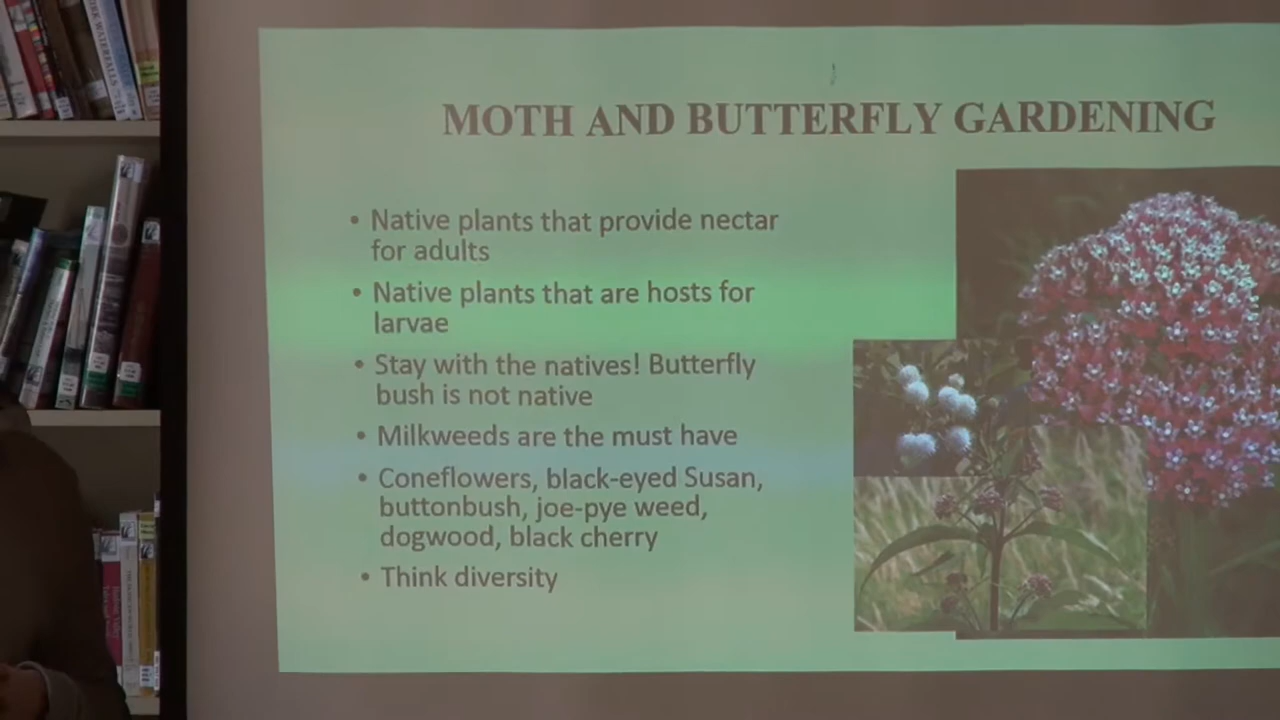 MOTH AND BUTTERFLY GARDENING
• Native plants that provide nectar
for adults
• Native plants that are hosts for
larvae
• Stay with the natives! Butterfly
bush is not native
• Milkweeds are the must have
• Coneflowers, black-eyed Susan,
buttonbush, joe-pye weed,
dogwood, black cherry
• Think diversity